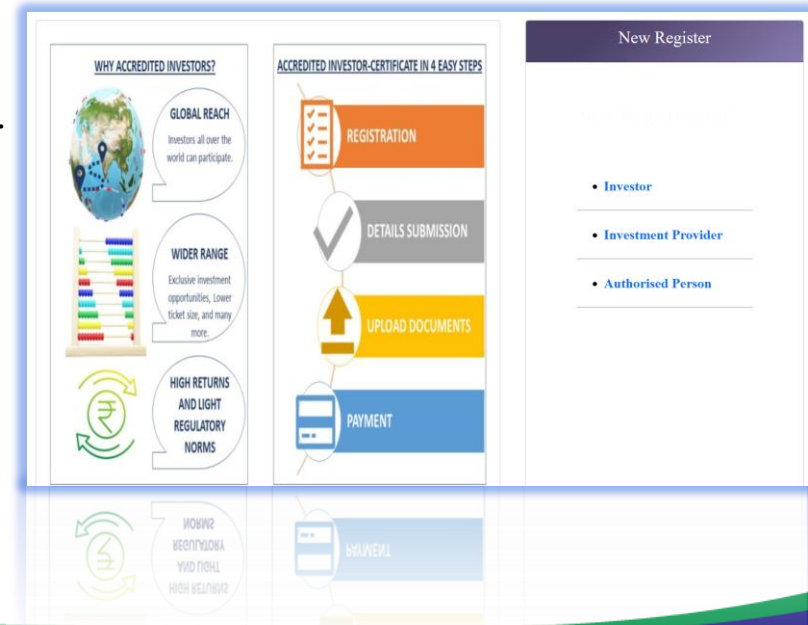 WHY ACCREDITED INVESTORS?
GLOBAL REACH
Investors all over the
world can participate.
WIDER RANGE
Exclusive investment
opportunities, Lower
ticket size, and many
more.
HIGH RETURNS
AND LIGHT
REGULATORY
NORMS
ACCREDITED INVESTOR-CERTIFICATE IN 4 EASY STEPS
REGISTRATION
DETAILS SUBMISSION
UPLOAD DOCUMENTS
PAYMENT
New Register
• Investor
• Investment Provider
• Authorised Person